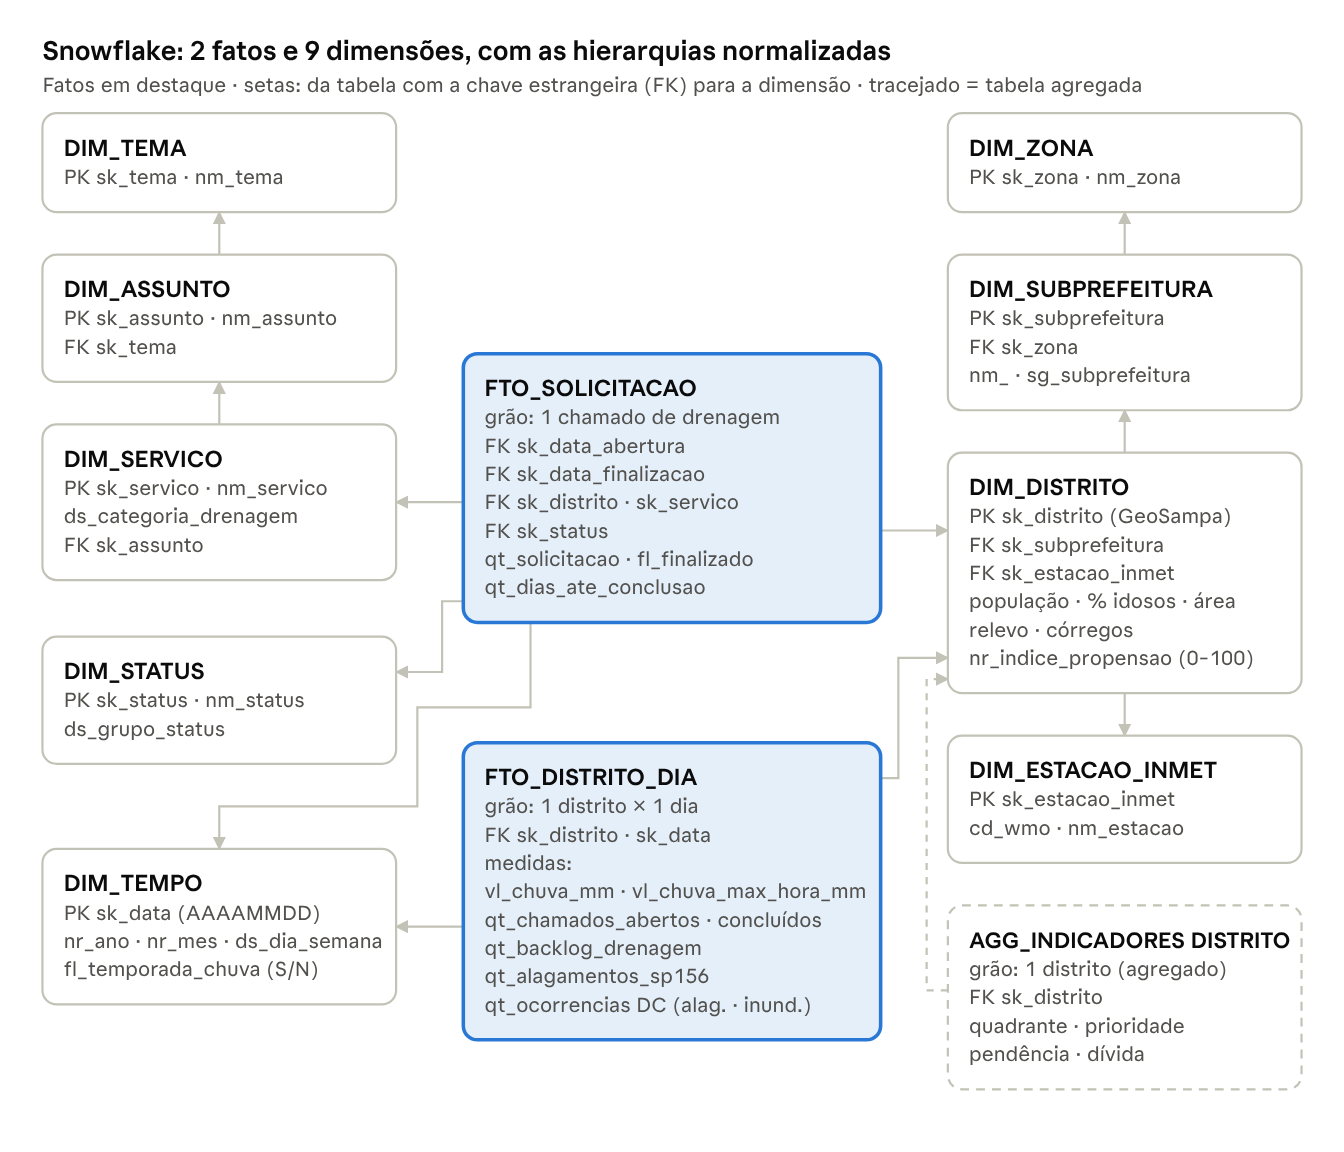 Snowflake: 2 fatos e 9 dimensões, com as hierarquias normalizadas
Fatos em destaque · setas: da tabela com a chave estrangeira (FK) para a dimensão · tracejado = tabela agregada
DIM_TEMA
PK sk_tema · nm_tema
DIM_ASSUNTO
PK sk_assunto · nm_assunto
FK sk_tema
DIM_SERVICO
PK sk_servico · nm_servico
ds_categoria_drenagem
FK sk_assunto
DIM_STATUS
PK sk_status · nm_status
ds_grupo_status
DIM_TEMPO
PK sk_data (AAAAMMDD)
nr_ano · nr_mes · ds_dia_semana
fl_temporada_chuva (S/N)
FTO_SOLICITACAO
grão: 1 chamado de drenagem
FK sk_data_abertura
FK sk_data_finalizacao
FK sk_distrito · sk_servico
FK sk_status
qt_solicitacao · fl_finalizado
qt_dias_ate_conclusao
FTO_DISTRITO_DIA
grão: 1 distrito × 1 dia
FK sk_distrito · sk_data
medidas:
vl_chuva_mm · vl_chuva_max_hora_mm
qt_chamados_abertos · concluídos
qt_backlog_drenagem
qt_alagamentos_sp156
qt_ocorrencias DC (alag. · inund.)
DIM_ZONA
PK sk_zona · nm_zona
DIM_SUBPREFEITURA
PK sk_subprefeitura
FK sk_zona
nm_ · sg_subprefeitura
DIM_DISTRITO
PK sk_distrito (GeoSampa)
FK sk_subprefeitura
FK sk_estacao_inmet
população · % idosos · área
relevo · córregos
nr_indice_propensao (0–100)
DIM_ESTACAO_INMET
PK sk_estacao_inmet
cd_wmo · nm_estacao
AGG_INDICADORES DISTRITO
grão: 1 distrito (agregado)
FK sk_distrito
quadrante · prioridade
pendência · dívida